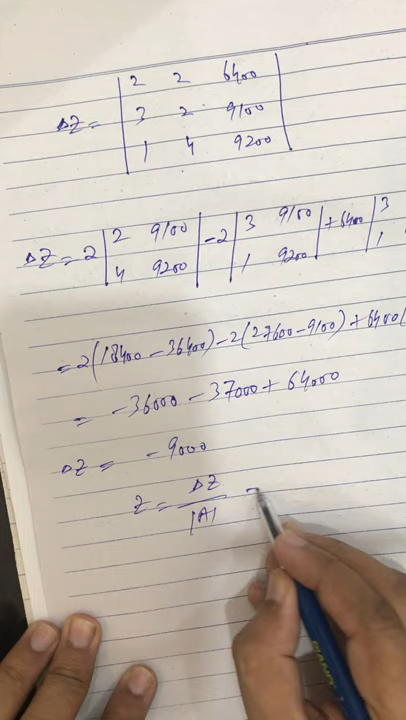 2 2 6400
ΔZ = 3 2 9100
1 4 9200
ΔZ = 2 | 2 9100 | - 2 | 3 9100 | + 6400 | 3
4 9200 | 1 9200 | 1
= 2(18400 - 36400) - 2(27600 - 9100) + 6400(
= -36000 - 37000 + 64000
ΔZ = -9000
Z = ΔZ / |A| =